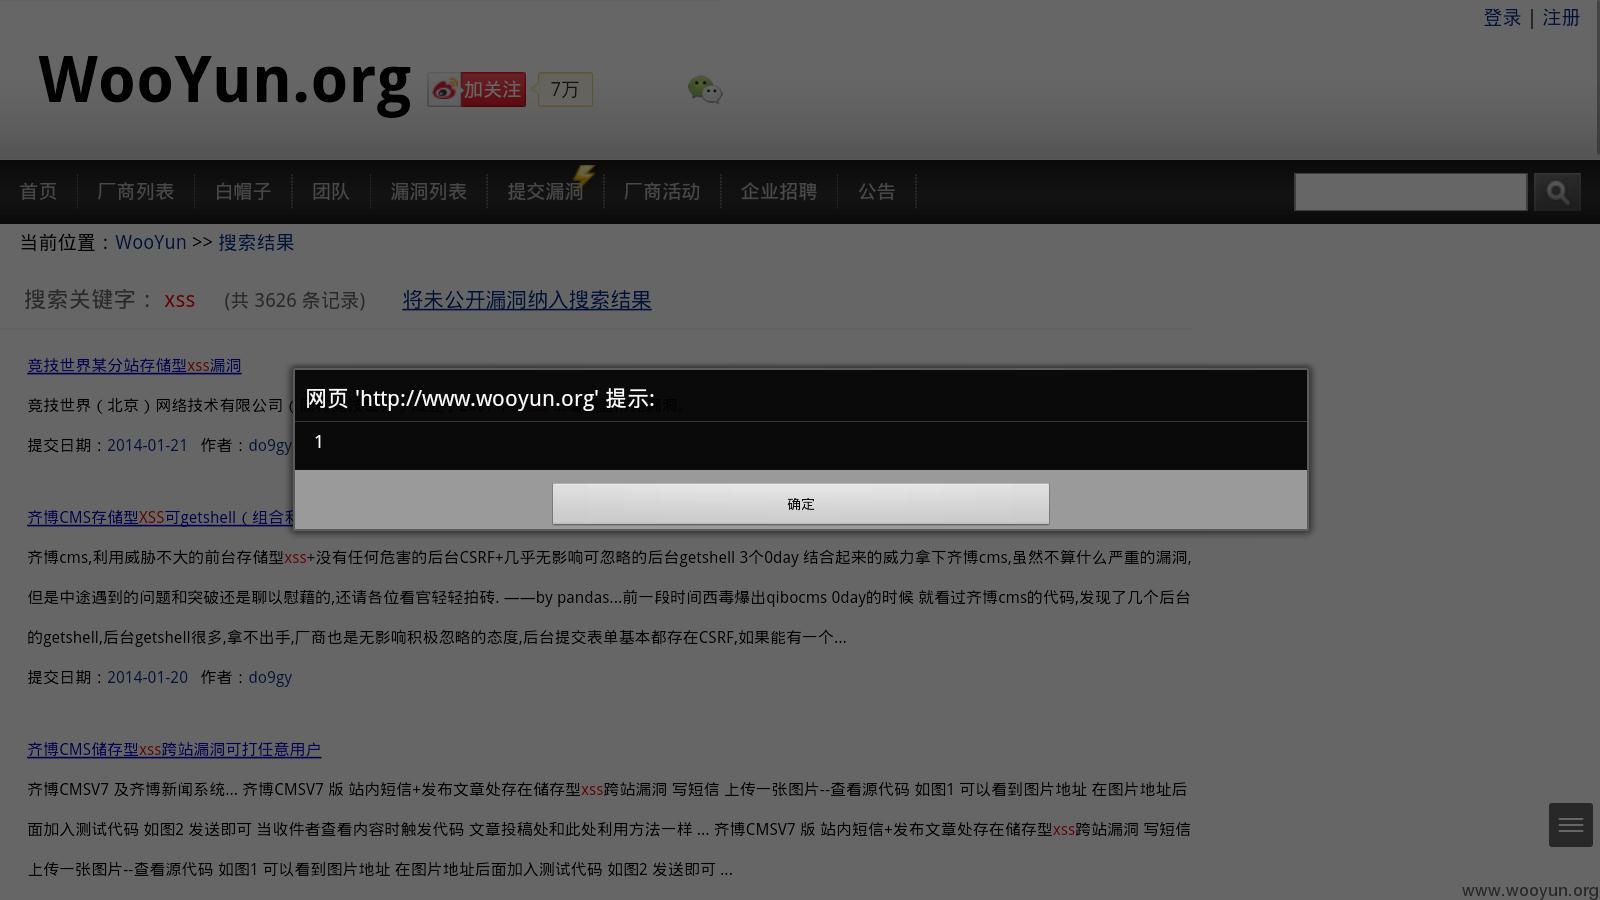 登录 | 注册
WooYun.org
加关注 7万
首页 厂商列表 白帽子 团队 漏洞列表 提交漏洞 厂商活动 企业招聘 公告
当前位置：WooYun >> 搜索结果
搜索关键字： xss (共 3626 条记录) 将未公开漏洞纳入搜索结果
竞技世界某分站存储型xss漏洞
竞技世界（北京）网络技术有限公司（
网页 'http://www.wooyun.org' 提示:
提交日期：2014-01-21 作者：do9gy
1
确定
齐博CMS存储型XSS可getshell（组合
齐博cms,利用威胁不大的前台存储型xss+没有任何危害的后台CSRF+几乎无影响可忽略的后台getshell 3个0day 结合起来的威力拿下齐博cms,虽然不算什么严重的漏洞,
但是中途遇到的问题和突破还是聊以慰藉的,还请各位看官轻轻拍砖. ——by pandas...前一段时间西毒爆出qibocms 0day的时候 就看过齐博cms的代码,发现了几个后台
的getshell,后台getshell很多,拿不出手,厂商也是无影响积极忽略的态度,后台提交表单基本都存在CSRF,如果能有一个...
提交日期：2014-01-20 作者：do9gy
齐博CMS储存型xss跨站漏洞可打任意用户
齐博CMSV7 及齐博新闻系统... 齐博CMSV7 版 站内短信+发布文章处存在储存型xss跨站漏洞 写短信 上传一张图片--查看源代码 如图1 可以看到图片地址 在图片地址后
面加入测试代码 如图2 发送即可 当收件者查看内容时触发代码 文章投稿处和此处利用方法一样 ... 齐博CMSV7 版 站内短信+发布文章处存在储存型xss跨站漏洞 写短信
上传一张图片--查看源代码 如图1 可以看到图片地址 在图片地址后面加入测试代码 如图2 发送即可 ...
www.wooyun.org